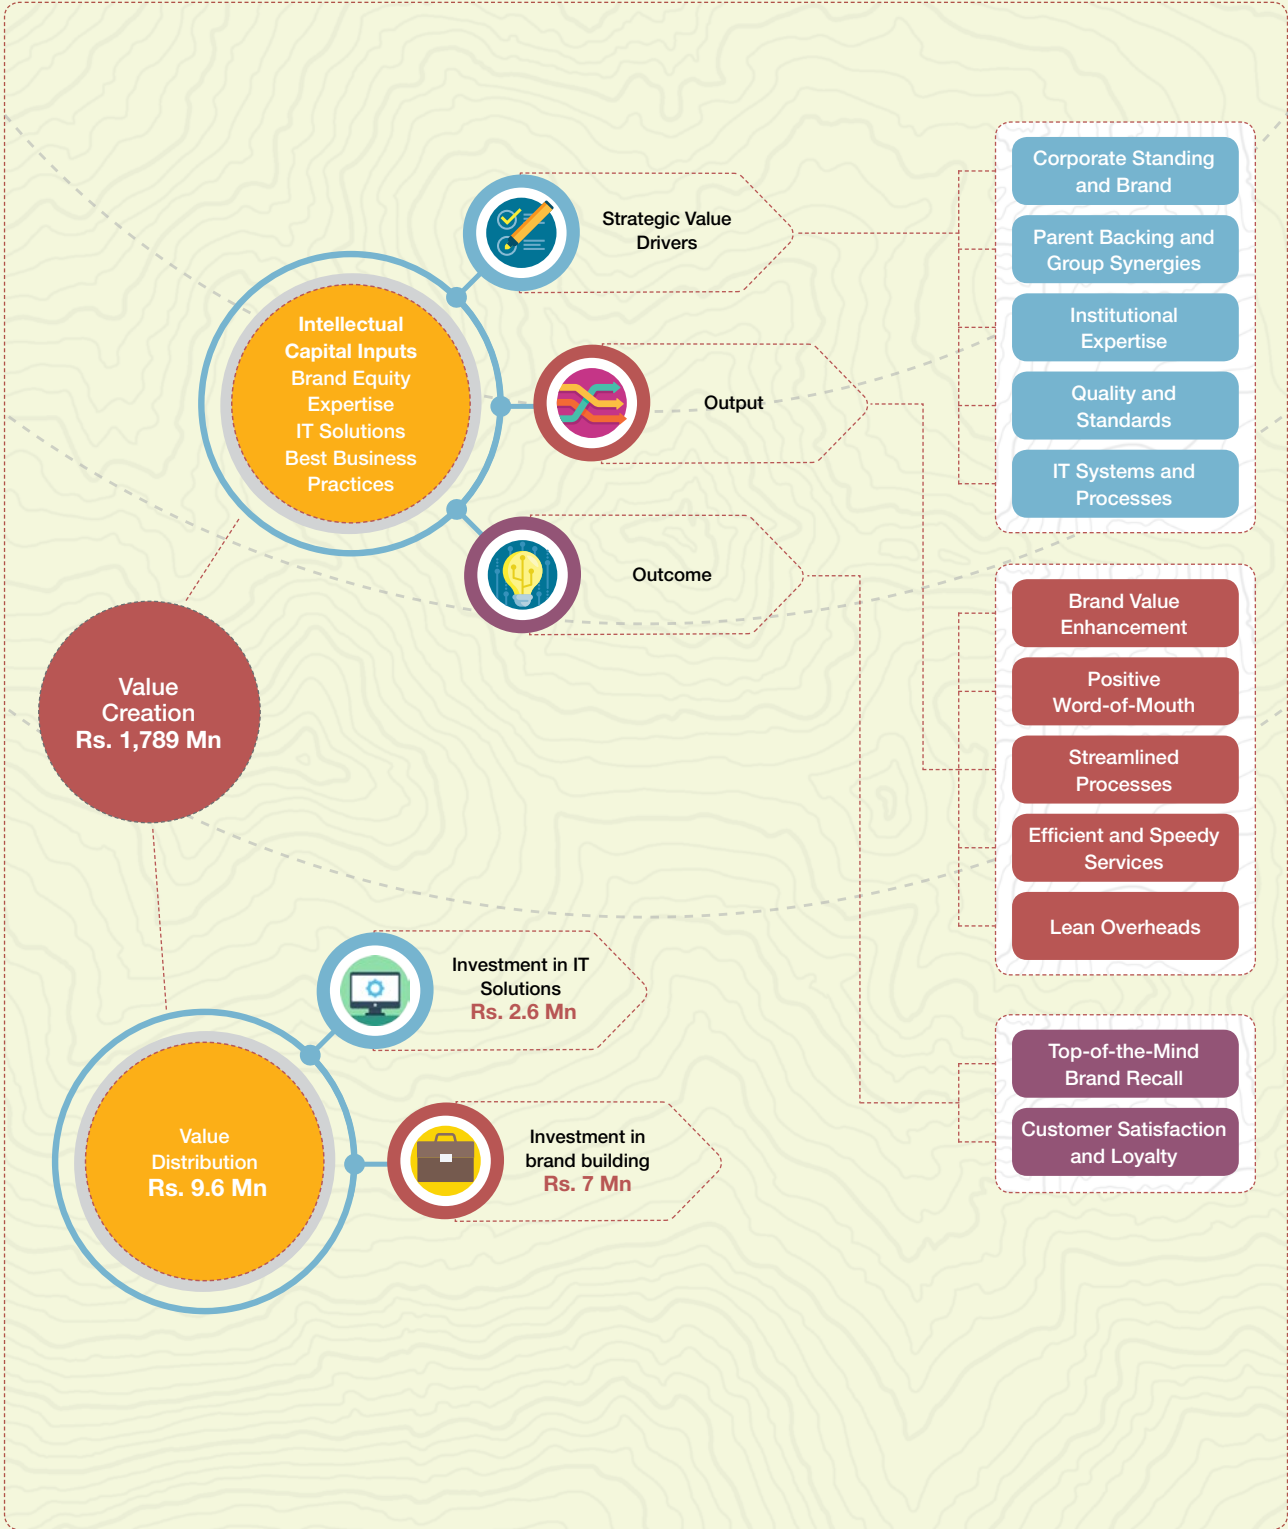 Strategic Value
Drivers
Corporate Standing
and Brand
Parent Backing and
Group Synergies
Institutional
Expertise
Quality and
Standards
IT Systems and
Processes
Intellectual
Capital Inputs
Brand Equity
Expertise
IT Solutions
Best Business
Practices
Output
Outcome
Brand Value
Enhancement
Positive
Word-of-Mouth
Streamlined
Processes
Efficient and Speedy
Services
Lean Overheads
Value
Creation
Rs. 1,789 Mn
Investment in IT
Solutions
Rs. 2.6 Mn
Top-of-the-Mind
Brand Recall
Customer Satisfaction
and Loyalty
Value
Distribution
Rs. 9.6 Mn
Investment in
brand building
Rs. 7 Mn